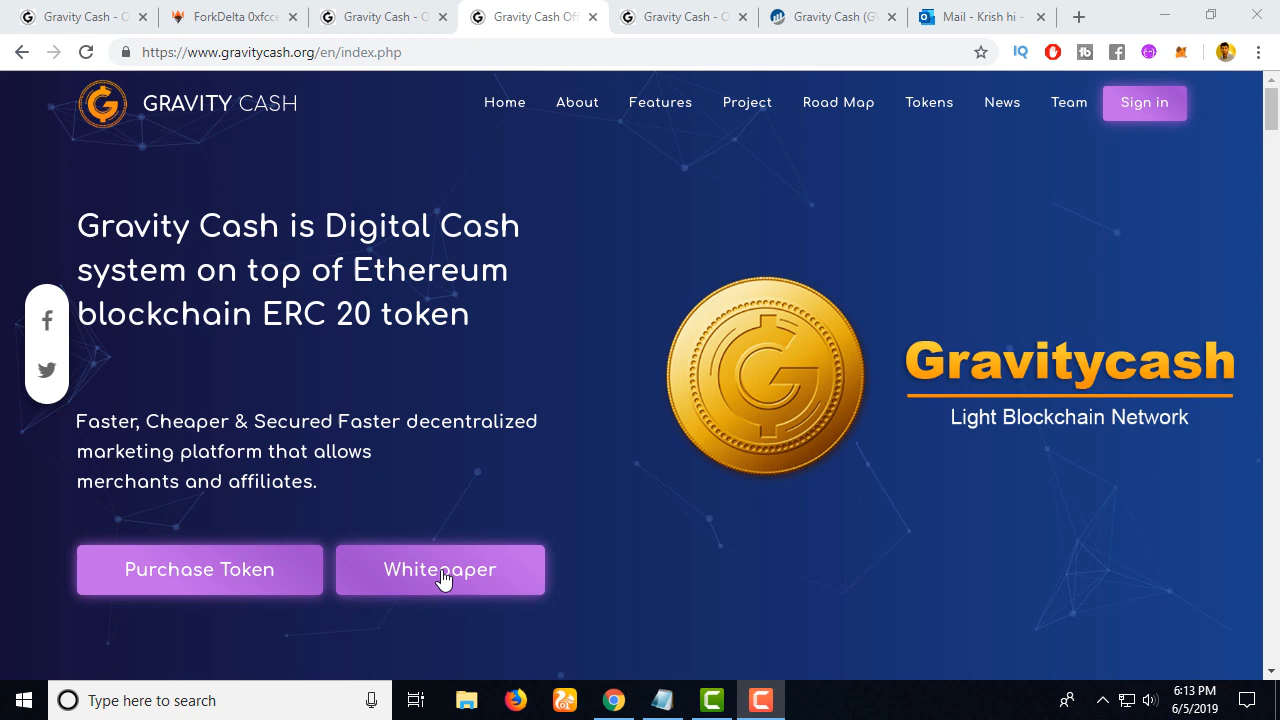 Gravity Cash - O
ForkDelta 0xfcce
Gravity Cash - O
Gravity Cash Off
Gravity Cash - O
Gravity Cash (G
Mail - Krish hi -
https://www.gravitycash.org/en/index.php
IQ
GRAVITY CASH
Home
About
Features
Project
Road Map
Tokens
News
Team
Sign in
Gravity Cash is Digital Cash
system on top of Ethereum
blockchain ERC 20 token
Gravitycash
Light Blockchain Network
Faster, Cheaper & Secured Faster decentralized
marketing platform that allows
merchants and affiliates.
Purchase Token
Whitepaper
Type here to search
6:13 PM
6/5/2019